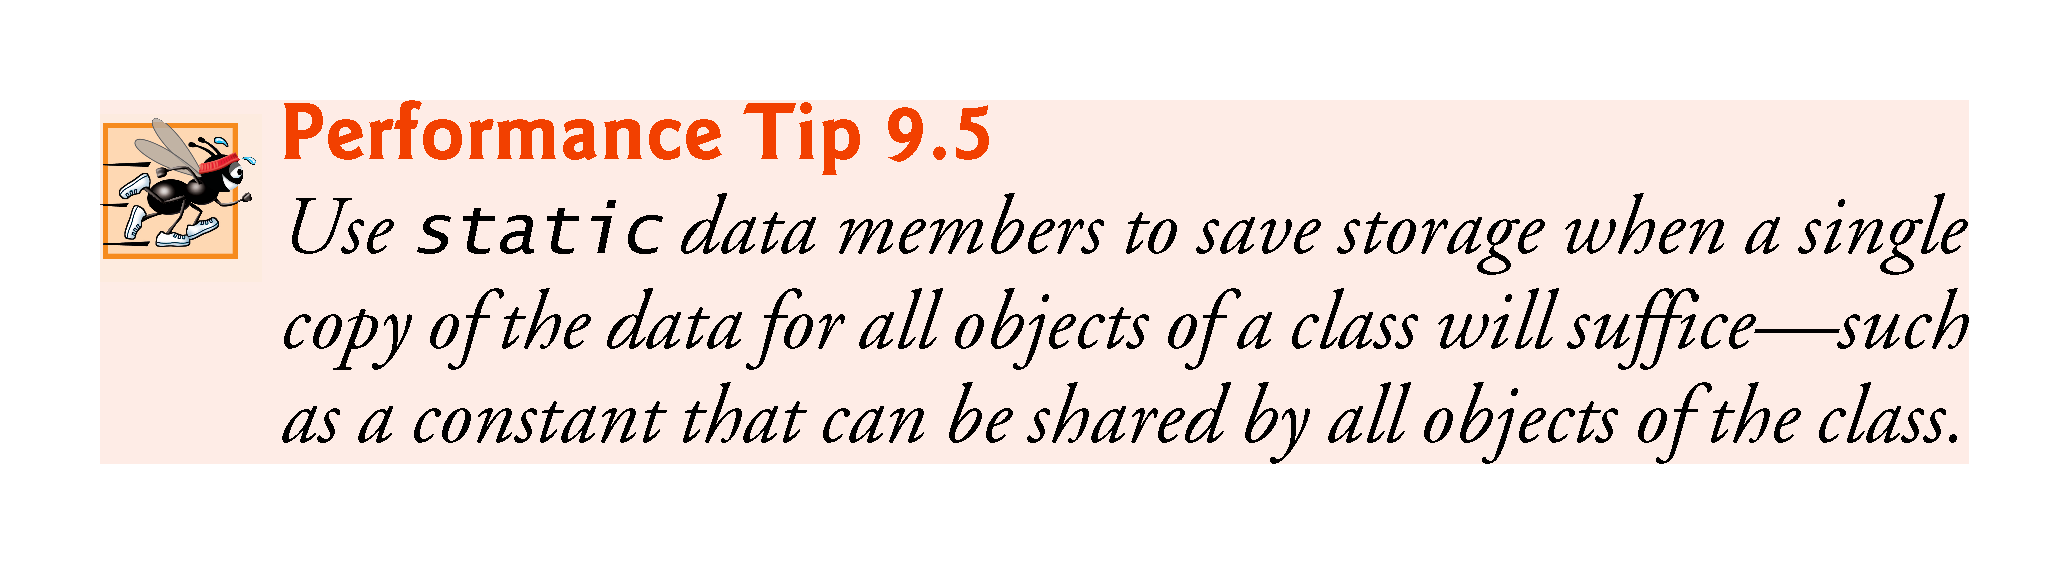 Performance Tip 9.5
Use static data members to save storage when a single
copy of the data for all objects of a class will suffice—such
as a constant that can be shared by all objects of the class.